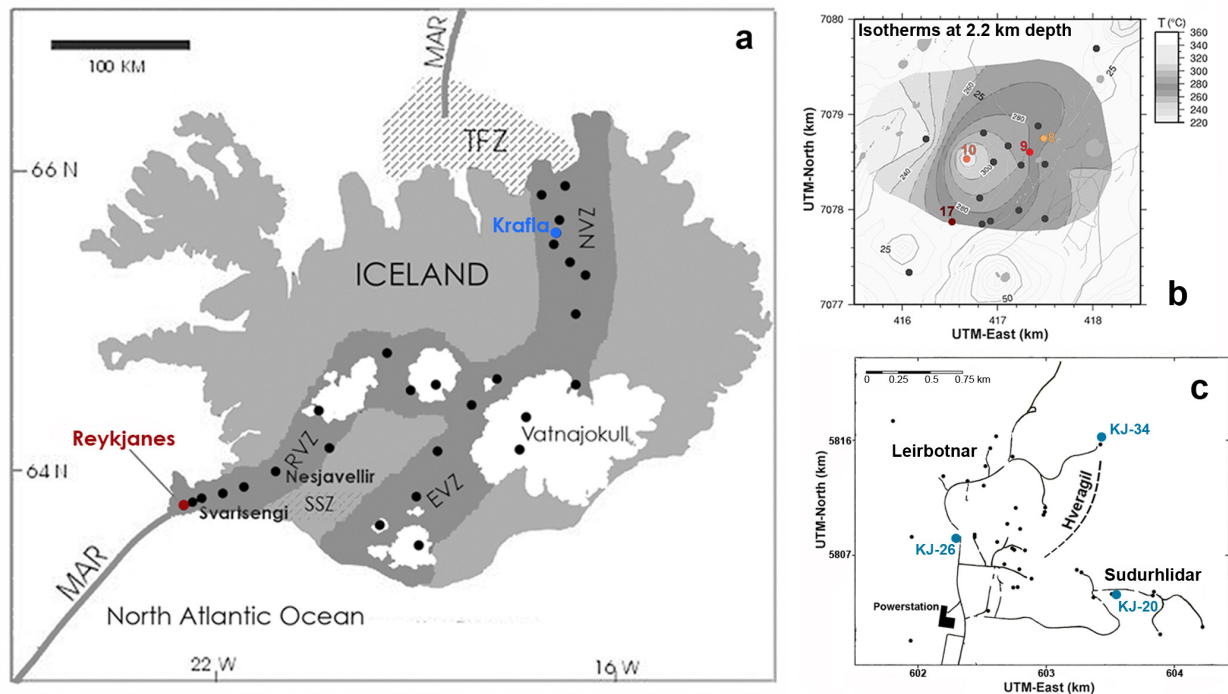 a
100 KM
MAR
TFZ
66 N
Krafla
NVZ
ICELAND
Reykjanes
Vatnajokull
RVZ
Nesjavellir
64 N
SSZ
EVZ
Svartsengi
MAR
North Atlantic Ocean
22 W
16 W
Isotherms at 2.2 km depth
T (°C)
360
340
320
300
280
260
240
220
7080
7079
7078
7077
UTM-North (km)
25
260
25
280
8
9
10
300
240
260
17
25
50
b
416
417
418
UTM-East (km)
c
0 0.25 0.5 0.75 km
KJ-34
5816
Leirbotnar
Hveragil
UTM-North (km)
KJ-26
5807
Sudurhlidar
KJ-20
Powerstation
602
603
604
UTM-East (km)